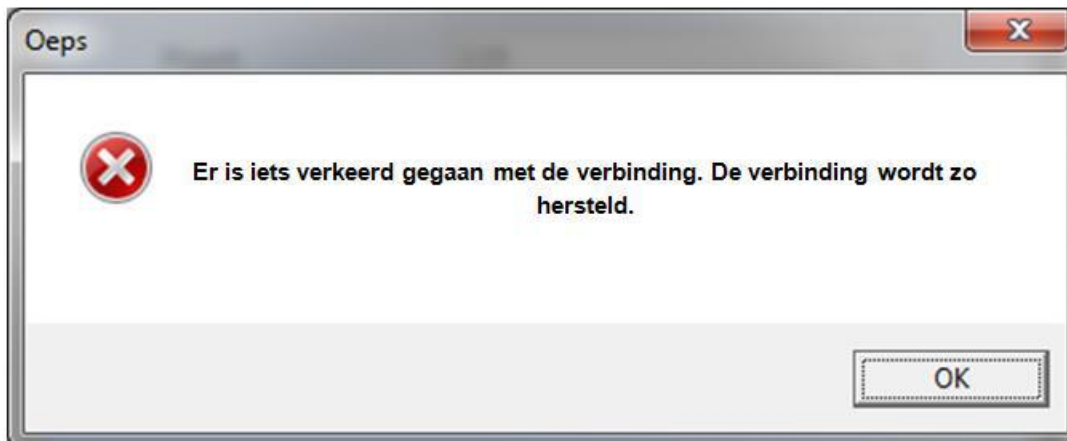 Oeps
Er is iets verkeerd gegaan met de verbinding. De verbinding wordt zo
hersteld.
OK